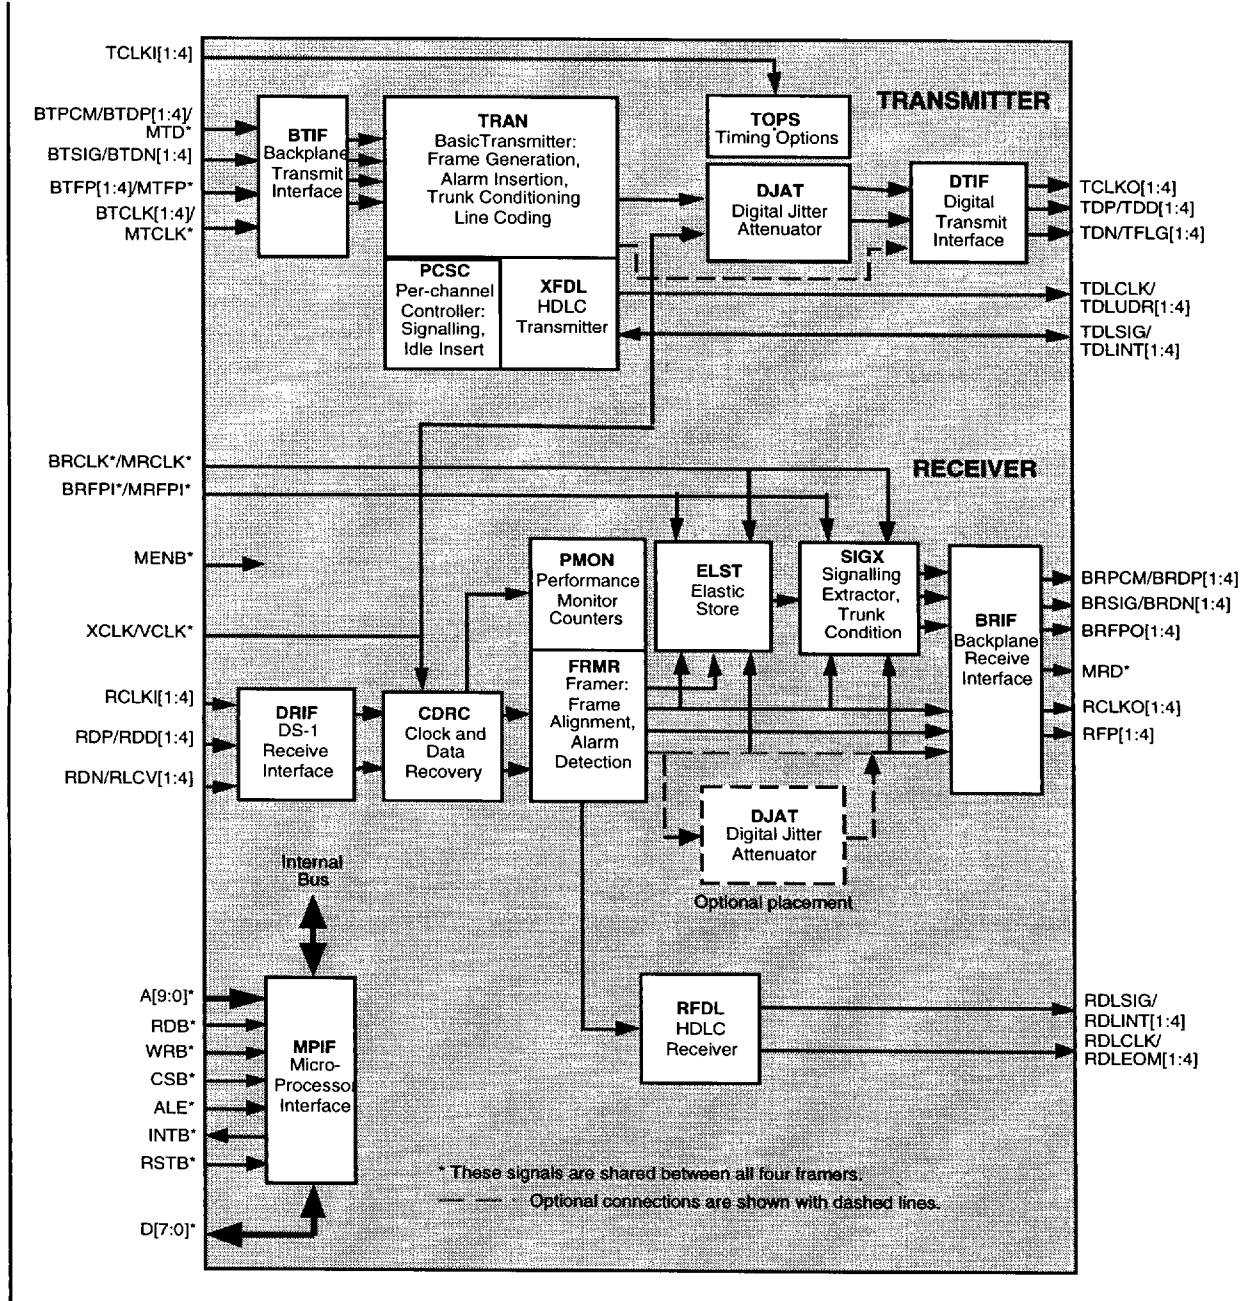 TCLKI[1:4]
TRANSMITTER
BTPCM/BTDP[1:4]/
MTD*
BTSIG/BTDN[1:4]
BTFP[1:4]/MTFP*
BTCLK[1:4]/
MTCLK*
BTIF
Backplane
Transmit
Interface
TRAN
BasicTransmitter:
Frame Generation,
Alarm Insertion,
Trunk Conditioning
Line Coding
PCSC
Per-channel
Controller:
Signalling,
Idle Insert
XFDL
HDLC
Transmitter
TOPS
Timing Options
DJAT
Digital Jitter
Attenuator
DTIF
Digital
Transmit
Interface
TCLKO[1:4]
TDP/TDD[1:4]
TDN/TFLG[1:4]
TDLCLK/
TDLUDR[1:4]
TDLSIG/
TDLINT[1:4]
BRCLK*/MRCLK*
BRFPI*/MRFPI*
RECEIVER
MENB*
XCLK/VCLK*
RCLKI[1:4]
RDP/RDD[1:4]
RDN/RLCV[1:4]
DRIF
DS-1
Receive
Interface
CDRC
Clock and
Data
Recovery
PMON
Performance
Monitor
Counters
FRMR
Framer:
Frame
Alignment,
Alarm
Detection
ELST
Elastic
Store
SIGX
Signalling
Extractor,
Trunk
Condition
BRIF
Backplane
Receive
Interface
BRPCM/BRDP[1:4]
BRSIG/BRDN[1:4]
BRFPO[1:4]
MRD*
RCLKO[1:4]
RFP[1:4]
DJAT
Digital Jitter
Attenuator
Optional placement
Internal
Bus
A[9:0]*
RDB*
WRB*
CSB*
ALE*
INTB*
RSTB*
D[7:0]*
MPIF
Micro-
Processor
Interface
RFDL
HDLC
Receiver
RDLSIG/
RDLINT[1:4]
RDLCLK/
RDLEOM[1:4]
* These signals are shared between all four framers.
Optional connections are shown with dashed lines.